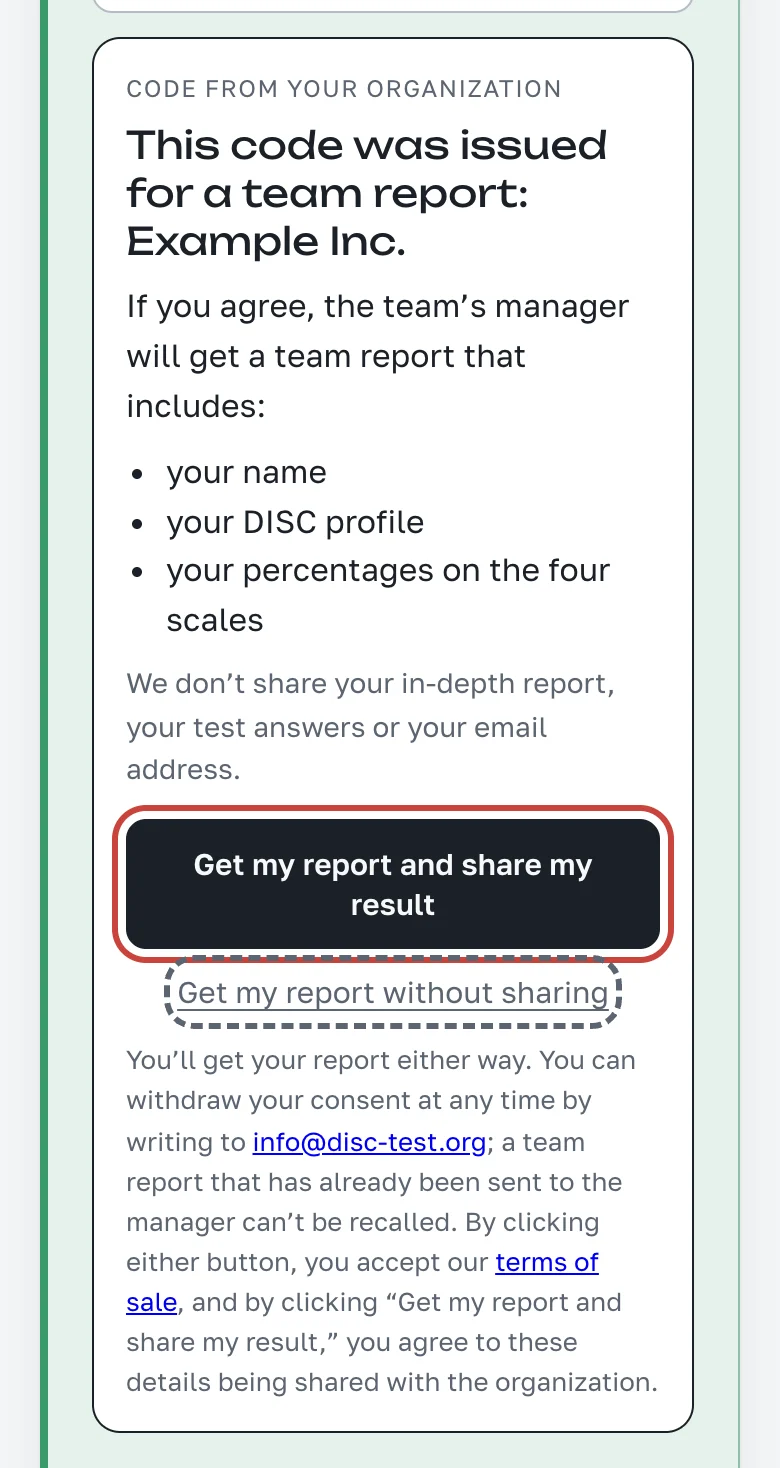 CODE FROM YOUR ORGANIZATION
This code was issued
for a team report:
Example Inc.
If you agree, the team’s manager
will get a team report that
includes:
• your name
• your DISC profile
• your percentages on the four
scales
We don’t share your in-depth report,
your test answers or your email
address.
Get my report and share my
result
Get my report without sharing
You’ll get your report either way. You can
withdraw your consent at any time by
writing to info@disc-test.org; a team
report that has already been sent to the
manager can’t be recalled. By clicking
either button, you accept our terms of
sale, and by clicking “Get my report and
share my result,” you agree to these
details being shared with the organization.